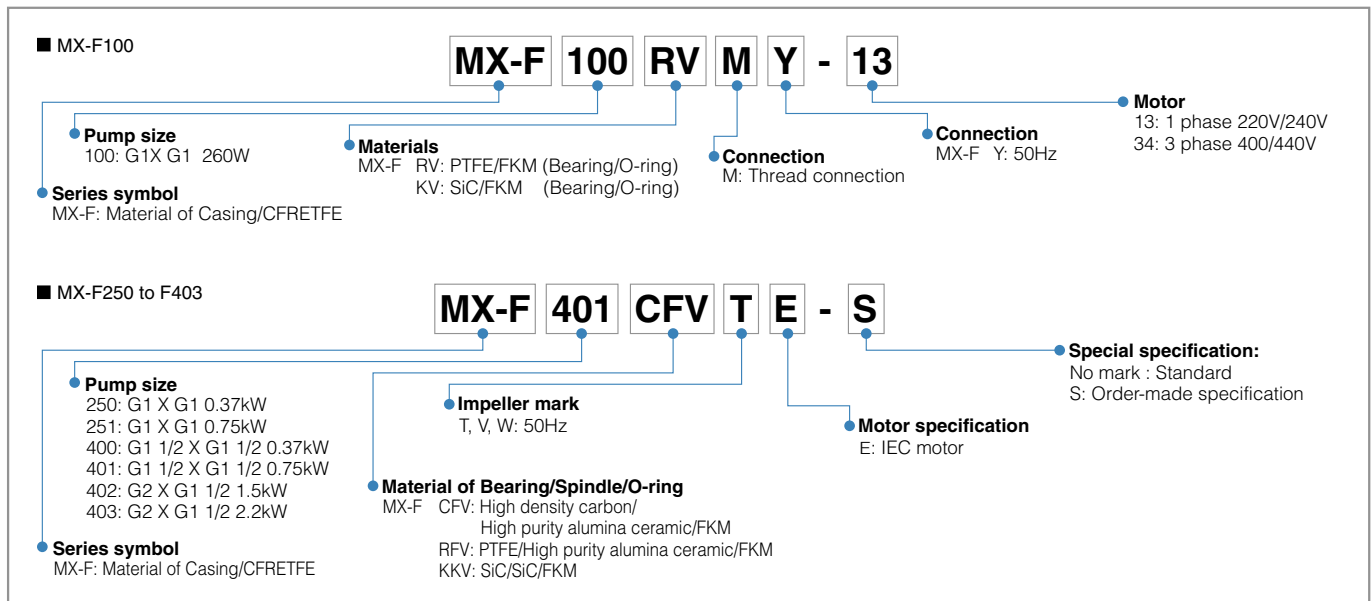 ■ MX-F100
MX-F 100 RV M Y - 13
Motor
13: 1 phase 220V/240V
34: 3 phase 400/440V
Connection
MX-F Y: 50Hz
Connection
M: Thread connection
Materials
MX-F RV: PTFE/FKM (Bearing/O-ring)
KV: SiC/FKM (Bearing/O-ring)
Pump size
100: G1X G1 260W
Series symbol
MX-F: Material of Casing/CFRETFE
■ MX-F250 to F403
MX-F 401 CFV T E - S
Special specification:
No mark : Standard
S: Order-made specification
Motor specification
E: IEC motor
Impeller mark
T, V, W: 50Hz
Material of Bearing/Spindle/O-ring
MX-F CFV: High density carbon/
High purity alumina ceramic/FKM
RFV: PTFE/High purity alumina ceramic/FKM
KKV: SiC/SiC/FKM
Pump size
250: G1 X G1 0.37kW
251: G1 X G1 0.75kW
400: G1 1/2 X G1 1/2 0.37kW
401: G1 1/2 X G1 1/2 0.75kW
402: G2 X G1 1/2 1.5kW
403: G2 X G1 1/2 2.2kW
Series symbol
MX-F: Material of Casing/CFRETFE